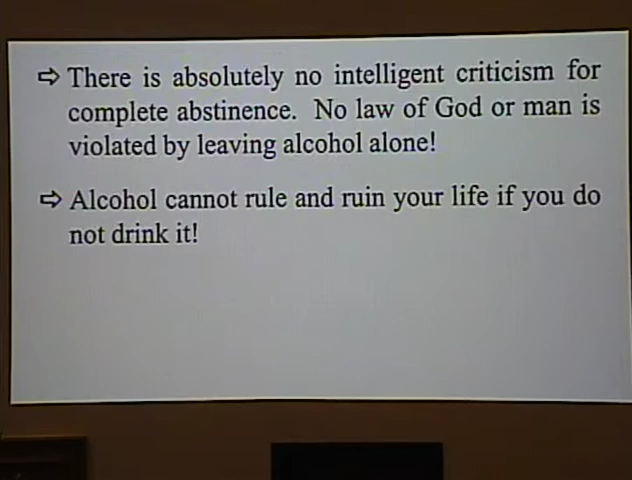 ⇨ There is absolutely no intelligent criticism for
complete abstinence. No law of God or man is
violated by leaving alcohol alone!
⇨ Alcohol cannot rule and ruin your life if you do
not drink it!